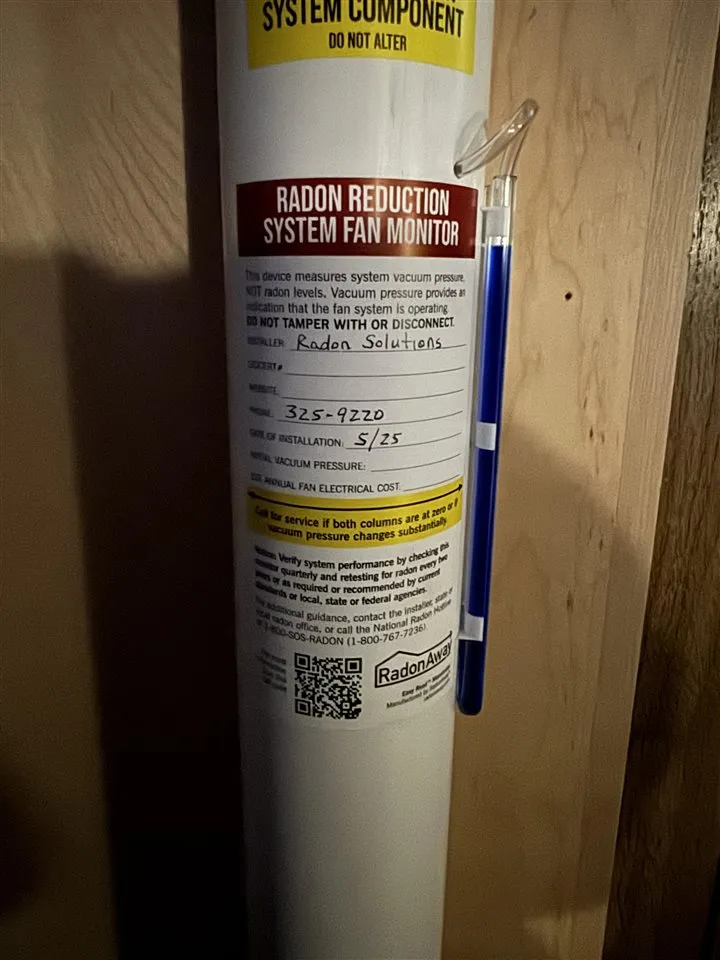 SYSTEM COMPONENT
DO NOT ALTER
RADON REDUCTION
SYSTEM FAN MONITOR
This device measures system vacuum pressure,
NOT radon levels. Vacuum pressure provides an
indication that the fan system is operating.
DO NOT TAMPER WITH OR DISCONNECT.
INSTALLER: Radon Solutions
WEBSITE:
PHONE: 325-9220
DATE OF INSTALLATION: 5/25
INITIAL VACUUM PRESSURE:
EST. ANNUAL FAN ELECTRICAL COST:
Call for service if both columns are at zero or if
vacuum pressure changes substantially.
Notice: Verify system performance by checking this
monitor quarterly and retesting for radon every two
years or as required or recommended by current
standards or local, state or federal agencies.
For additional guidance, contact the installer, state or
local radon office, or call the National Radon Hotline
at 1-800-SOS-RADON (1-800-767-7236).
RadonAway
Easy Read™
Manufactured by